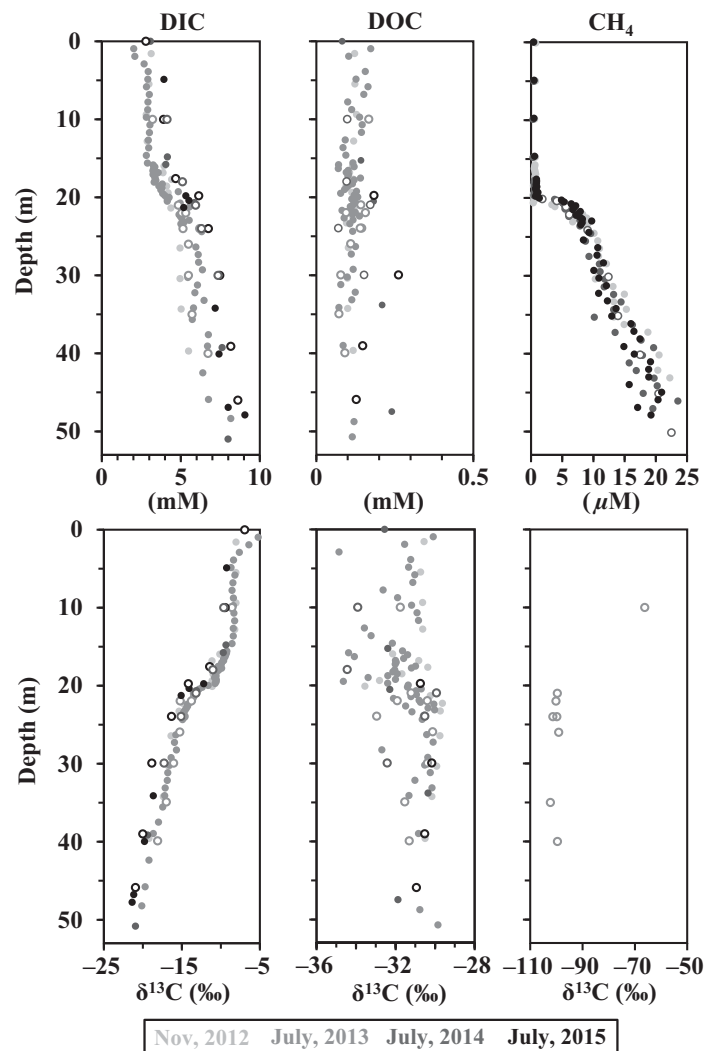 DIC DOC CH4
0
10
20
30
40
50
Depth (m)
0 5 10
(mM)
0 0.5
(mM)
0 5 10 15 20 25
(μM)
0
10
20
30
40
50
Depth (m)
–25 –20 –15 –10 –5
δ13C (‰)
–36 –32 –28
δ13C (‰)
–110 –90 –70 –50
δ13C (‰)
Nov, 2012 July, 2013 July, 2014 July, 2015